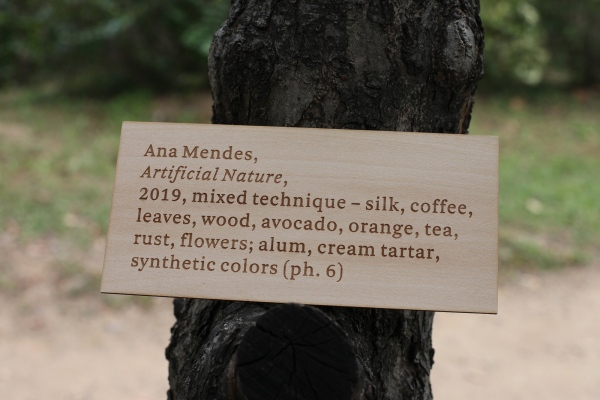 Ana Mendes,
Artificial Nature,
2019, mixed technique – silk, coffee,
leaves, wood, avocado, orange, tea,
rust, flowers; alum, cream tartar,
synthetic colors (ph. 6)